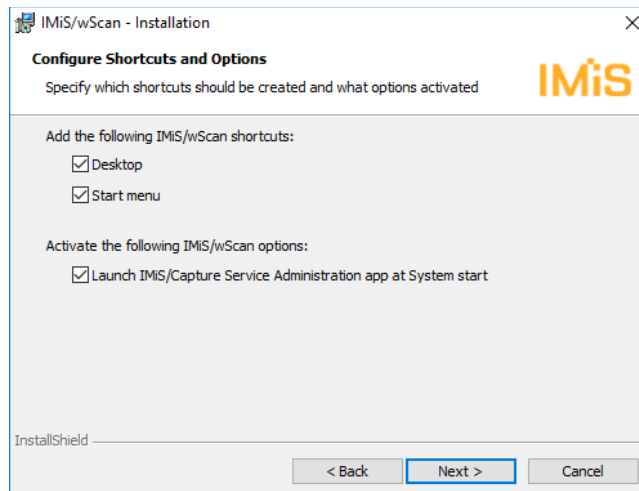 IMiS/wScan - Installation
Configure Shortcuts and Options
Specify which shortcuts should be created and what options activated
IMiS
Add the following IMiS/wScan shortcuts:
Desktop
Start menu
Activate the following IMiS/wScan options:
Launch IMiS/Capture Service Administration app at System start
InstallShield
< Back
Next >
Cancel